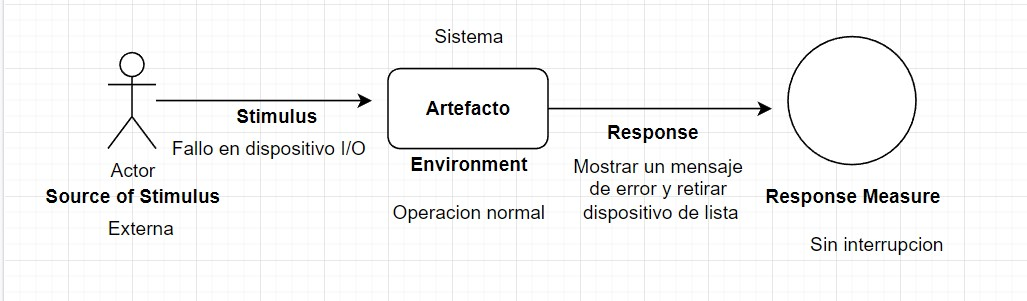 Sistema
Artefacto
Stimulus
Fallo en dispositivo I/O
Actor
Source of Stimulus
Externa
Environment
Operacion normal
Response
Mostrar un mensaje
de error y retirar
dispositivo de lista
Response Measure
Sin interrupcion